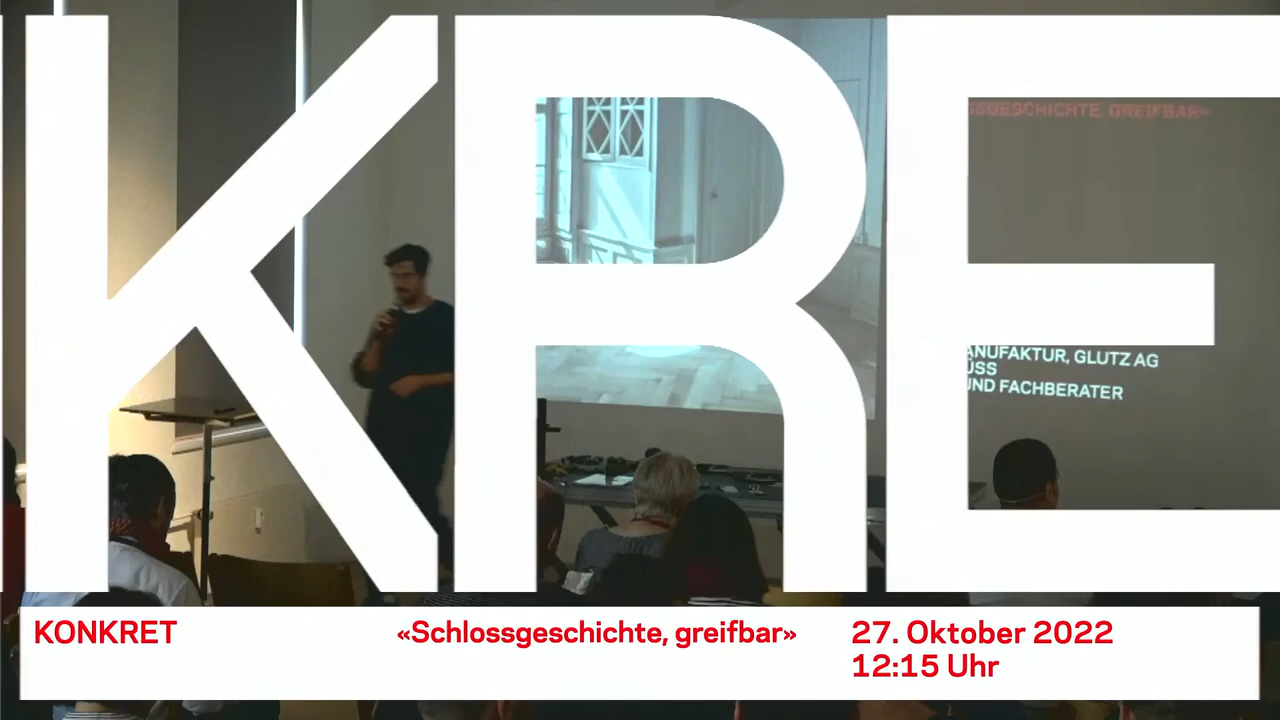 KRE
SGESCHICHTE, GREIFBAR»
ANUFAKTUR, GLUTZ AG
ÜSS
UND FACHBERATER
KONKRET
«Schlossgeschichte, greifbar»
27. Oktober 2022
12:15 Uhr